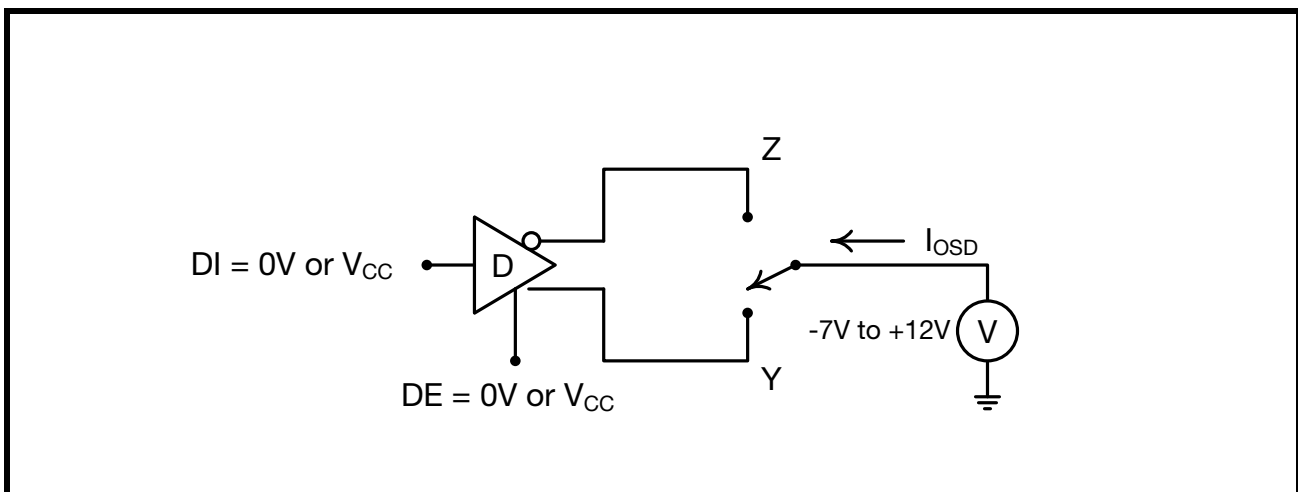 Z
I_OSD
DI = 0V or V_CC
D
-7V to +12V
V
Y
DE = 0V or V_CC